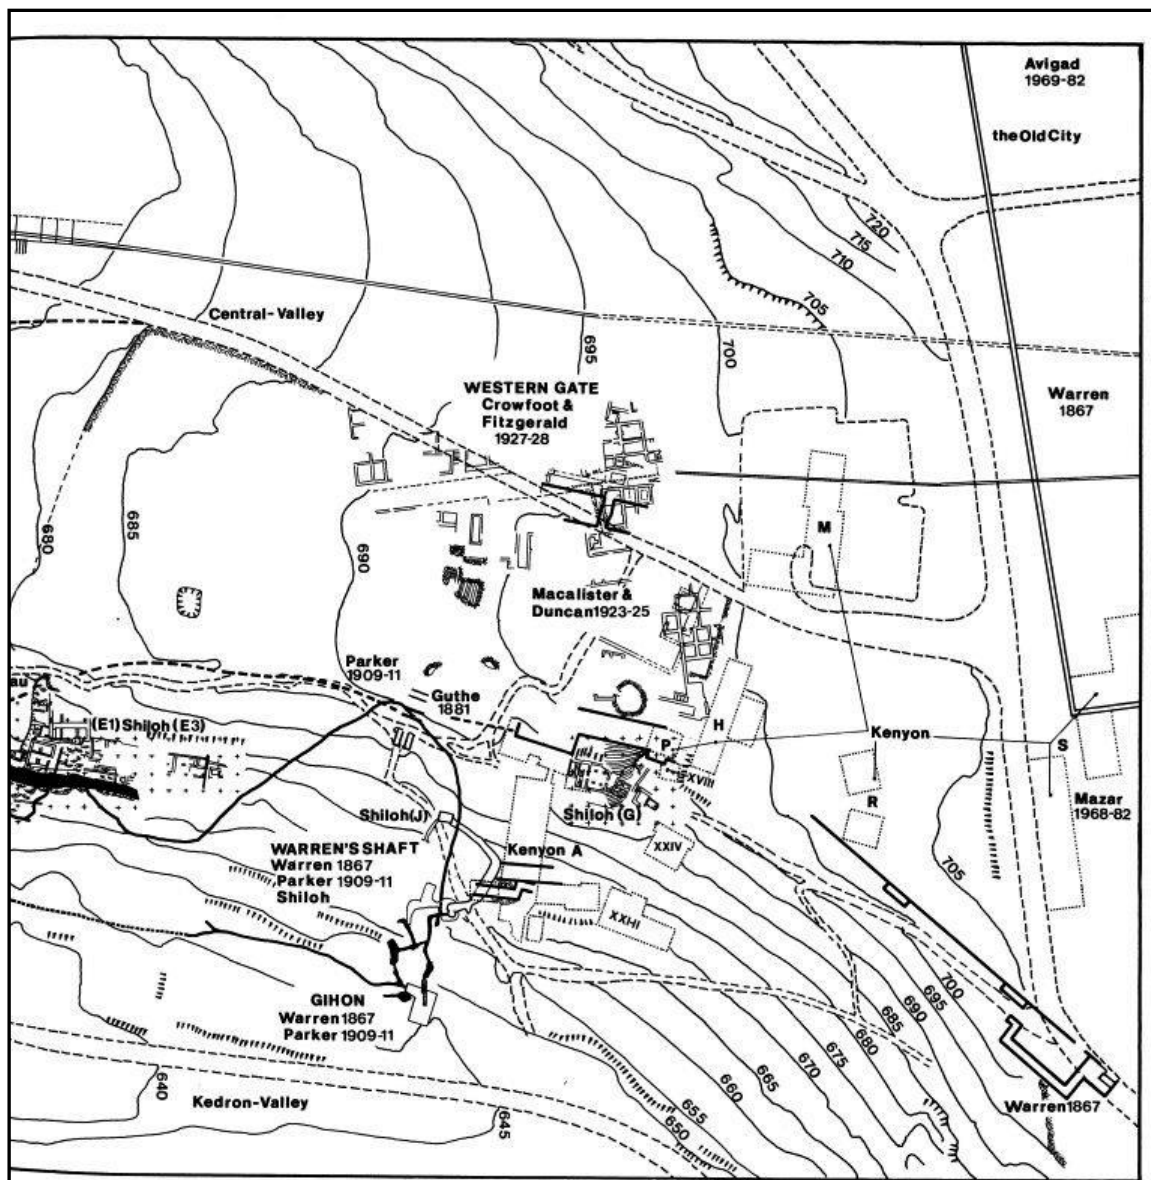 Avigad
1969-82
the Old City
720
715
710
705
Central-Valley
695
700
WESTERN GATE
Crowfoot &
Fitzgerald
1927-28
Warren
1867
680
685
690
M
Macalister &
Duncan 1923-25
Parker
1909-11
Guthe
1881
au
(E1) Shiloh (E3)
P
H
Kenyon
S
XVIII
R
Mazar
1968-82
Shiloh (J)
Shiloh (G)
WARREN'S SHAFT
Warren 1867
Parker 1909-11
Shiloh
Kenyon A
XXIV
705
700
695
690
685
680
675
670
665
660
655
650
GIHON
Warren 1867
Parker 1909-11
640
Kedron-Valley
645
Warren 1867